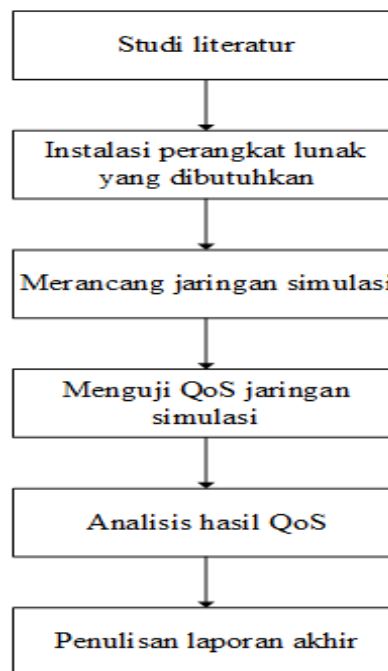 Studi literatur
Instalasi perangkat lunak
yang dibutuhkan
Merancang jaringan simulasi
Menguji QoS jaringan
simulasi
Analisis hasil QoS
Penulisan laporan akhir